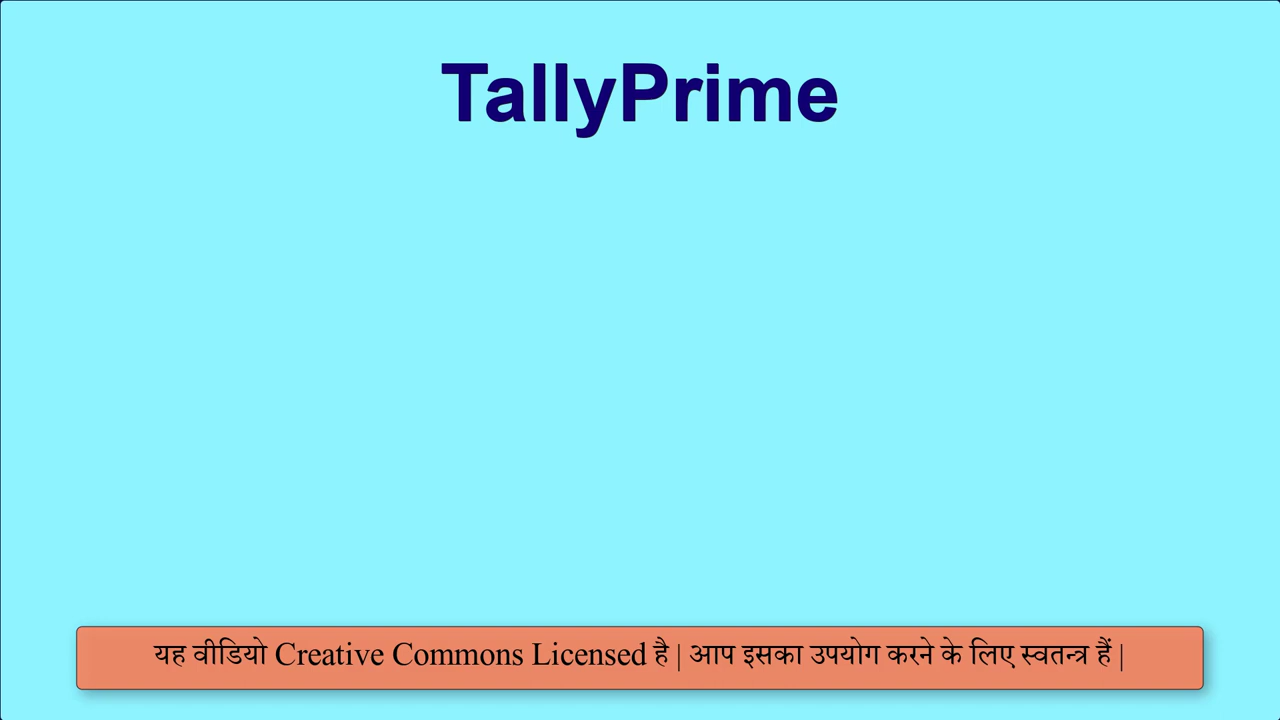 TallyPrime
यह वीडियो Creative Commons Licensed है | आप इसका उपयोग करने के लिए स्वतन्त्र हैं |